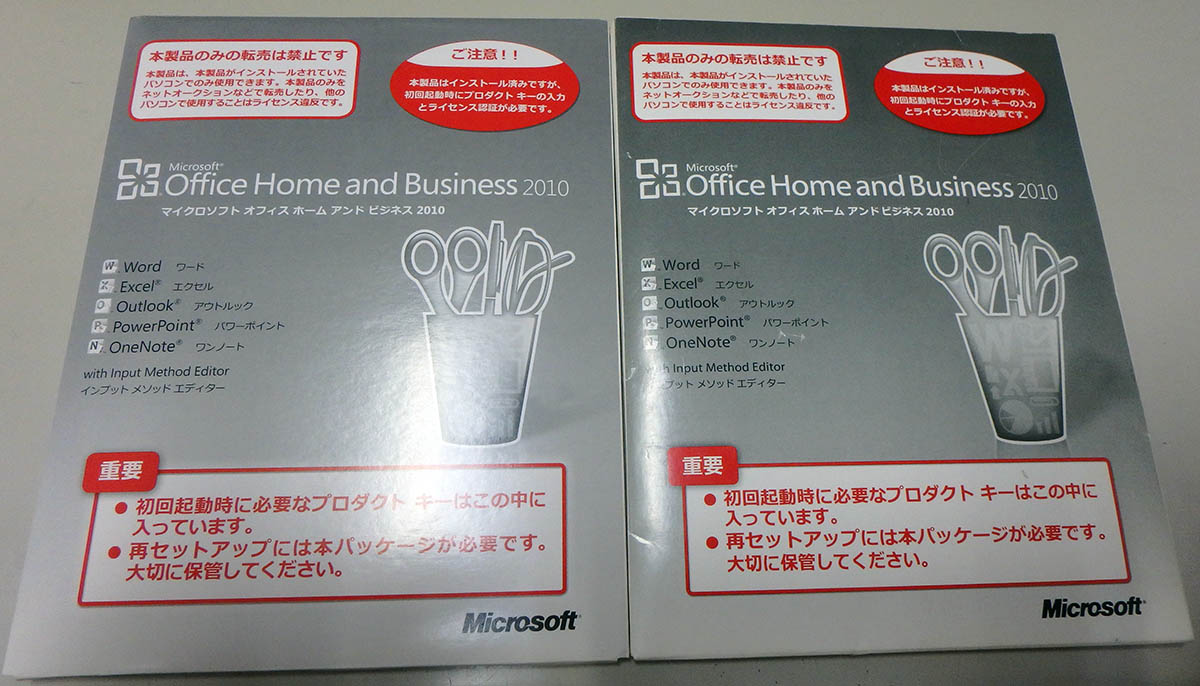 本製品のみの転売は禁止です
本製品は、本製品がインストールされていた
パソコンでのみ使用できます。本製品のみを
ネットオークションなどで転売したり、他の
パソコンで使用することはライセンス違反です。
ご注意！！
本製品はインストール済みですが、
初回起動時にプロダクト キーの入力
とライセンス認証が必要です。
Microsoft®
Office Home and Business 2010
マイクロソフト オフィス ホーム アンド ビジネス 2010
Word ワード
Excel® エクセル
Outlook® アウトルック
PowerPoint® パワーポイント
OneNote® ワンノート
with Input Method Editor
インプット メソッド エディター
重要
● 初回起動時に必要なプロダクト キーはこの中に
入っています。
● 再セットアップには本パッケージが必要です。
大切に保管してください。
Microsoft®
本製品のみの転売は禁止です
本製品は、本製品がインストールされていた
パソコンでのみ使用できます。本製品のみを
ネットオークションなどで転売したり、他の
パソコンで使用することはライセンス違反です。
ご注意！！
本製品はインストール済みですが、
初回起動時にプロダクト キーの入力
とライセンス認証が必要です。
Microsoft®
Office Home and Business 2010
マイクロソフト オフィス ホーム アンド ビジネス 2010
Word ワード
Excel® エクセル
Outlook® アウトルック
PowerPoint® パワーポイント
OneNote® ワンノート
with Input Method Editor
プット メソッド エディター
重要
● 初回起動時に必要なプロダクト キーはこの中に
入っています。
● 再セットアップには本パッケージが必要です。
大切に保管してください。
Microsoft®